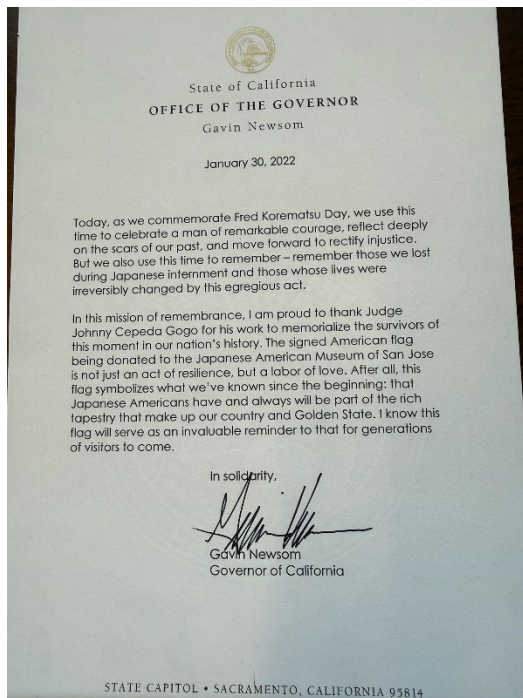 State of California
OFFICE OF THE GOVERNOR
Gavin Newsom
January 30, 2022
Today, as we commemorate Fred Korematsu Day, we use this
time to celebrate a man of remarkable courage, reflect deeply
on the scars of our past, and move forward to rectify injustice.
But we also use this time to remember – remember those we lost
during Japanese internment and those whose lives were
irreversibly changed by this egregious act.
In this mission of remembrance, I am proud to thank Judge
Johnny Cepeda Gogo for his work to memorialize the survivors of
this moment in our nation's history. The signed American flag
being donated to the Japanese American Museum of San Jose
is not just an act of resilience, but a labor of love. After all, this
flag symbolizes what we've known since the beginning: that
Japanese Americans have and always will be part of the rich
tapestry that make up our country and Golden State. I know this
flag will serve as an invaluable reminder to that for generations
of visitors to come.
In solidarity,
Gavin Newsom
Governor of California
STATE CAPITOL • SACRAMENTO, CALIFORNIA 95814